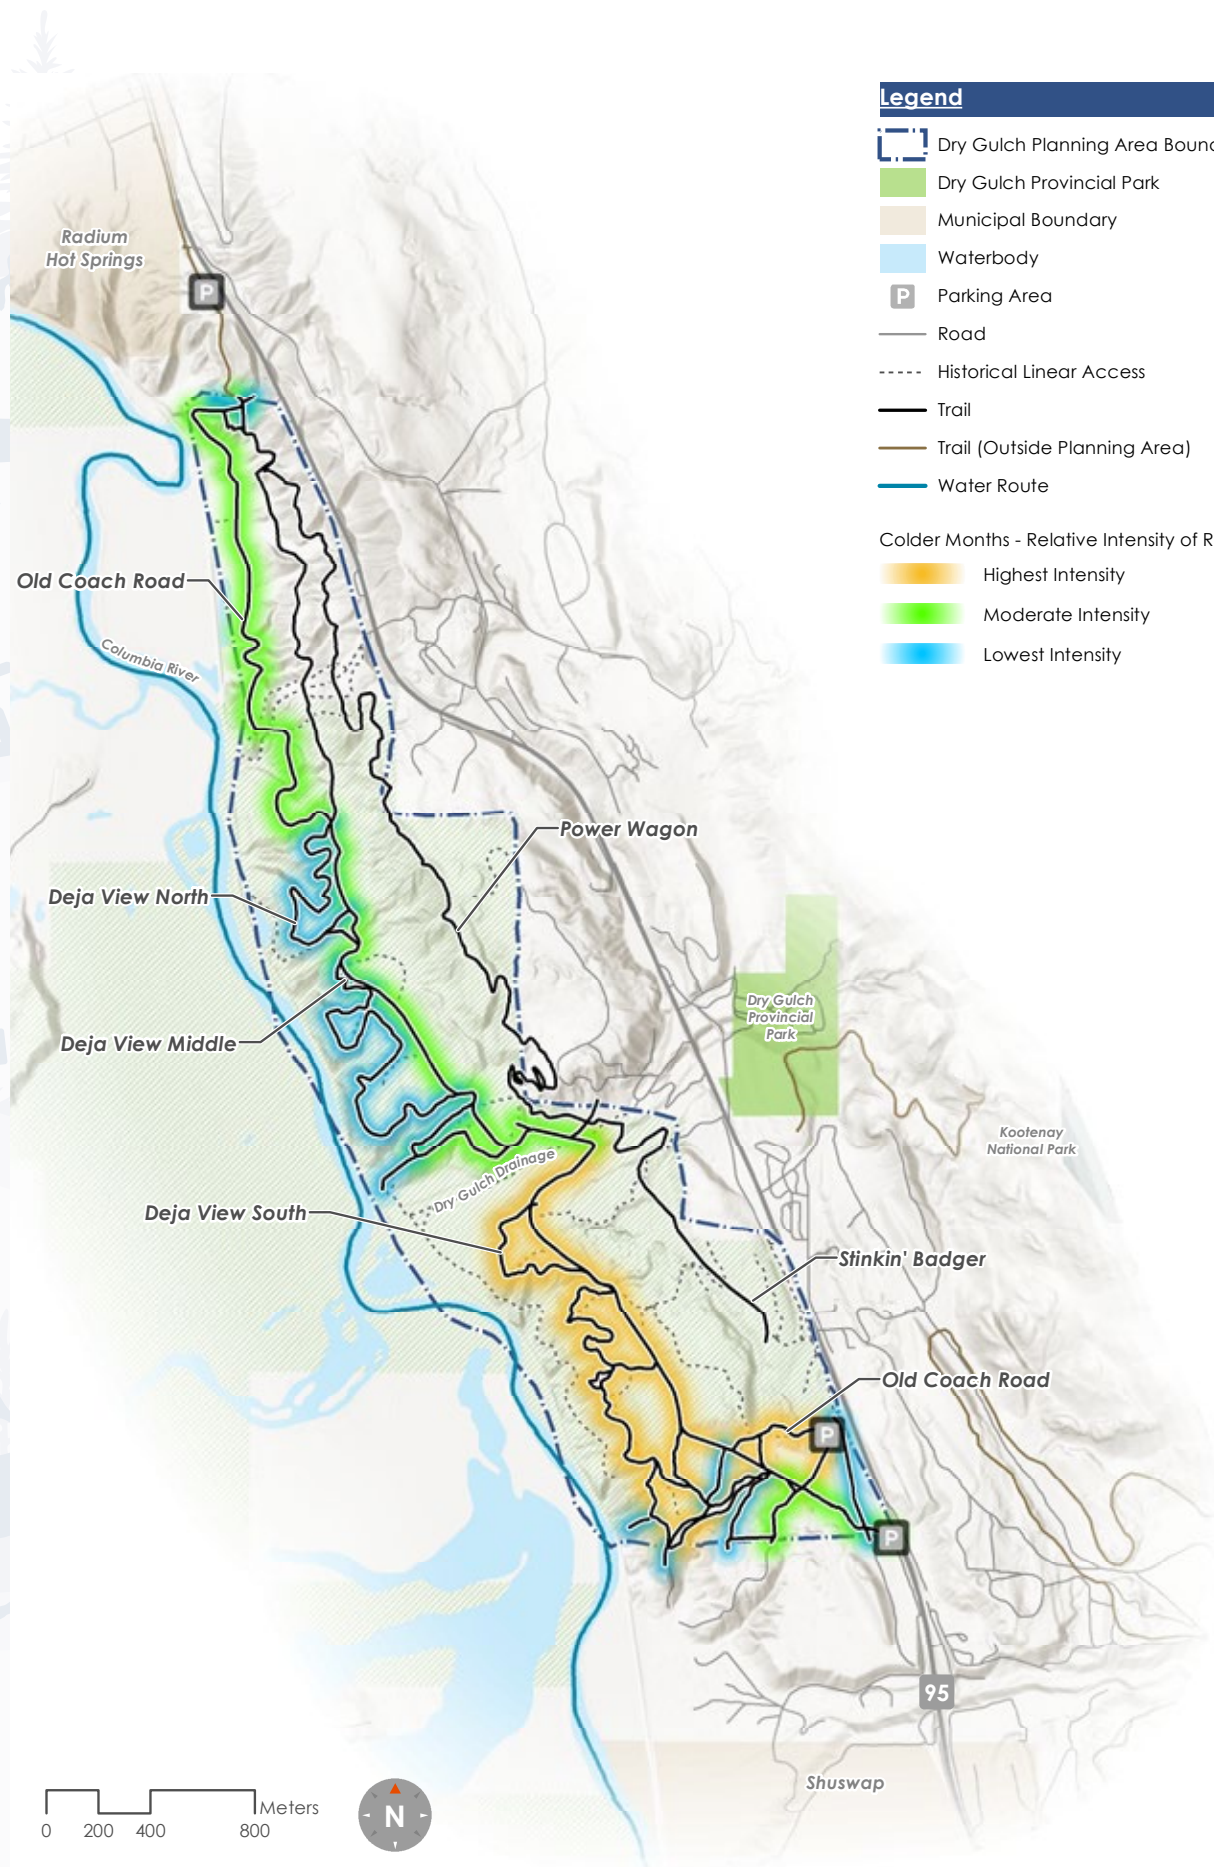 Legend
Dry Gulch Planning Area Bounc
Dry Gulch Provincial Park
Municipal Boundary
Waterbody
P
Parking Area
Road
Historical Linear Access
Trail
Trail (Outside Planning Area)
Water Route
Colder Months - Relative Intensity of R
Highest Intensity
Moderate Intensity
Lowest Intensity
Radium
Hot Springs
P
Old Coach Road
Columbia River
Power Wagon
Deja View North
Dry Gulch
Provincial
Park
Deja View Middle
Kootenay
National Park
Dry Gulch Drainage
Deja View South
Stinkin' Badger
Old Coach Road
P
P
95
Shuswap
Meters
0 200 400 800
N